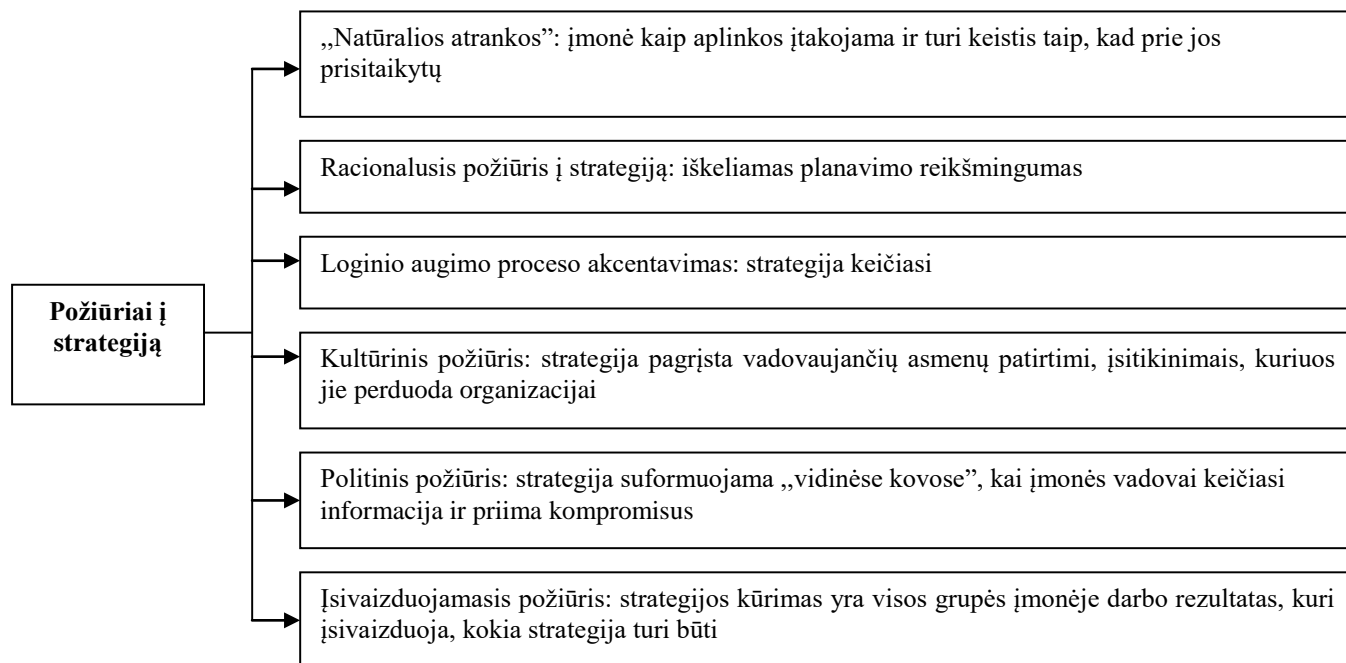 ,,Natūralios atrankos”: įmonė kaip aplinkos įtakojama ir turi keistis taip, kad prie jos
prisitaikytų
Racionalusis požiūris į strategiją: iškeliamas planavimo reikšmingumas
Loginio augimo proceso akcentavimas: strategija keičiasi
Požiūriai į
strategiją
Kultūrinis požiūris: strategija pagrįsta vadovaujančių asmenų patirtimi, įsitikinimais, kuriuos
jie perduoda organizacijai
Politinis požiūris: strategija suformuojama ,,vidinėse kovose”, kai įmonės vadovai keičiasi
informacija ir priima kompromisus
Įsivaizduojamasis požiūris: strategijos kūrimas yra visos grupės įmonėje darbo rezultatas, kuri
įsivaizduoja, kokia strategija turi būti